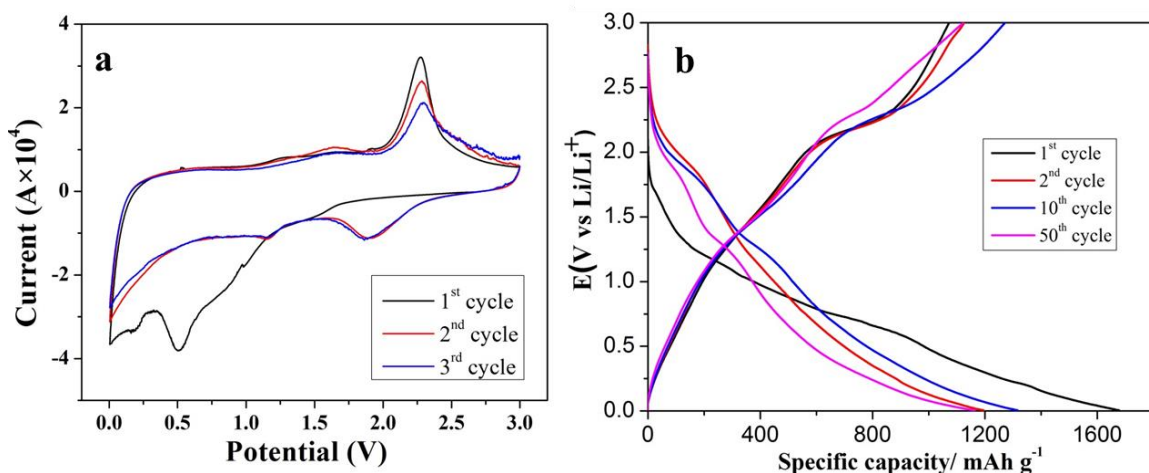 a
Current (A×10⁴)
4
2
0
-2
-4
0.0 0.5 1.0 1.5 2.0 2.5 3.0
Potential (V)
1st cycle
2nd cycle
3rd cycle
b
E(V vs Li/Li+)
3.0
2.5
2.0
1.5
1.0
0.5
0.0
0 400 800 1200 1600
Specific capacity/ mAh g-1
1st cycle
2nd cycle
10th cycle
50th cycle